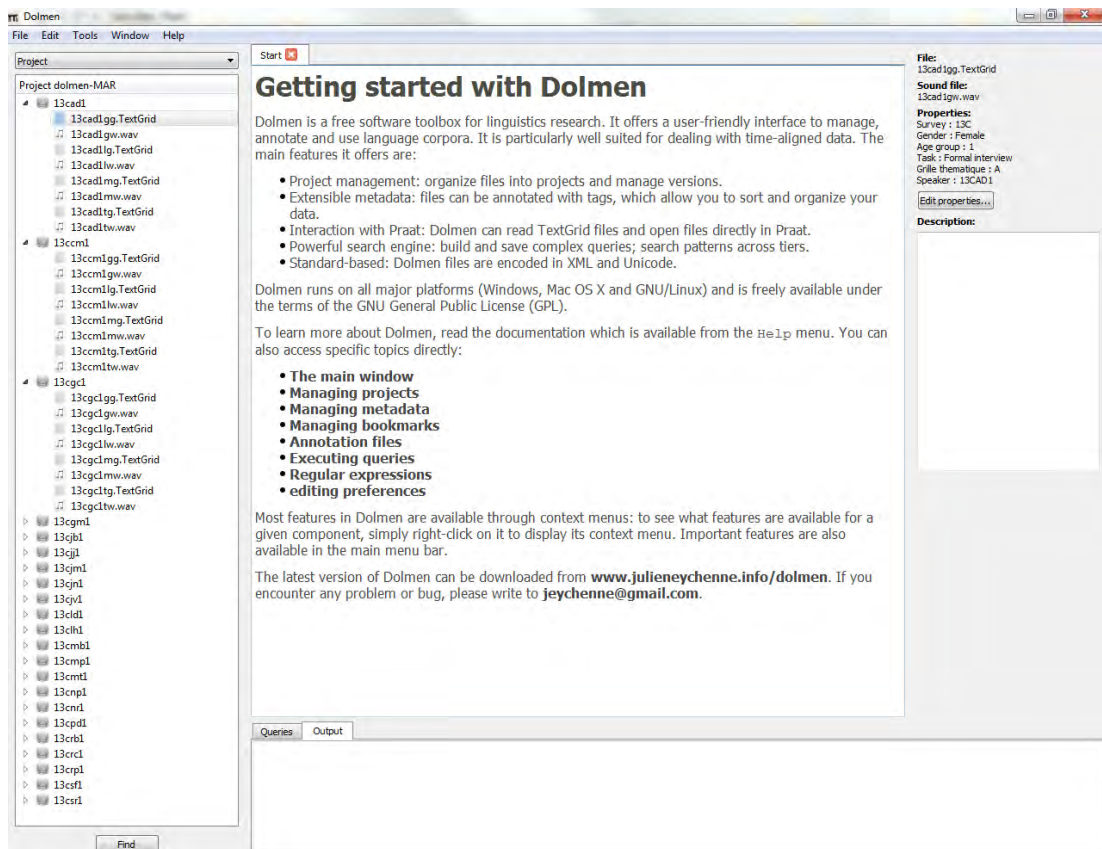 Dolmen
File Edit Tools Window Help
Project
Project dolmen-MAR
13cad1
13cad1gg.TextGrid
13cad1gw.wav
13cad1lg.TextGrid
13cad1lw.wav
13cad1mg.TextGrid
13cad1mw.wav
13cad1tg.TextGrid
13cad1tw.wav
13ccm1
13ccm1gg.TextGrid
13ccm1gw.wav
13ccm1lg.TextGrid
13ccm1lw.wav
13ccm1mg.TextGrid
13ccm1mw.wav
13ccm1tg.TextGrid
13ccm1tw.wav
13cgc1
13cgc1gg.TextGrid
13cgc1gw.wav
13cgc1lg.TextGrid
13cgc1lw.wav
13cgc1mg.TextGrid
13cgc1mw.wav
13cgc1tg.TextGrid
13cgc1tw.wav
13cgm1
13cjb1
13cjj1
13cjm1
13cjn1
13cjv1
13cld1
13clh1
13cmb1
13cmp1
13cmt1
13cnp1
13cnr1
13cpd1
13crb1
13crc1
13crp1
13csf1
13csr1
Find
Start
Getting started with Dolmen
Dolmen is a free software toolbox for linguistics research. It offers a user-friendly interface to manage,
annotate and use language corpora. It is particularly well suited for dealing with time-aligned data. The
main features it offers are:
• Project management: organize files into projects and manage versions.
• Extensible metadata: files can be annotated with tags, which allow you to sort and organize your
data.
• Interaction with Praat: Dolmen can read TextGrid files and open files directly in Praat.
• Powerful search engine: build and save complex queries; search patterns across tiers.
• Standard-based: Dolmen files are encoded in XML and Unicode.
Dolmen runs on all major platforms (Windows, Mac OS X and GNU/Linux) and is freely available under
the terms of the GNU General Public License (GPL).
To learn more about Dolmen, read the documentation which is available from the Help menu. You can
also access specific topics directly:
• The main window
• Managing projects
• Managing metadata
• Managing bookmarks
• Annotation files
• Executing queries
• Regular expressions
• editing preferences
Most features in Dolmen are available through context menus: to see what features are available for a
given component, simply right-click on it to display its context menu. Important features are also
available in the main menu bar.
The latest version of Dolmen can be downloaded from www.julieneychenne.info/dolmen. If you
encounter any problem or bug, please write to jeychenne@gmail.com.
Queries Output
File:
13cad1gg.TextGrid
Sound file:
13cad1gw.wav
Properties:
Survey : 13C
Gender : Female
Age group : 1
Task : Formal interview
Grille thematique : A
Speaker : 13CAD1
Edit properties...
Description: